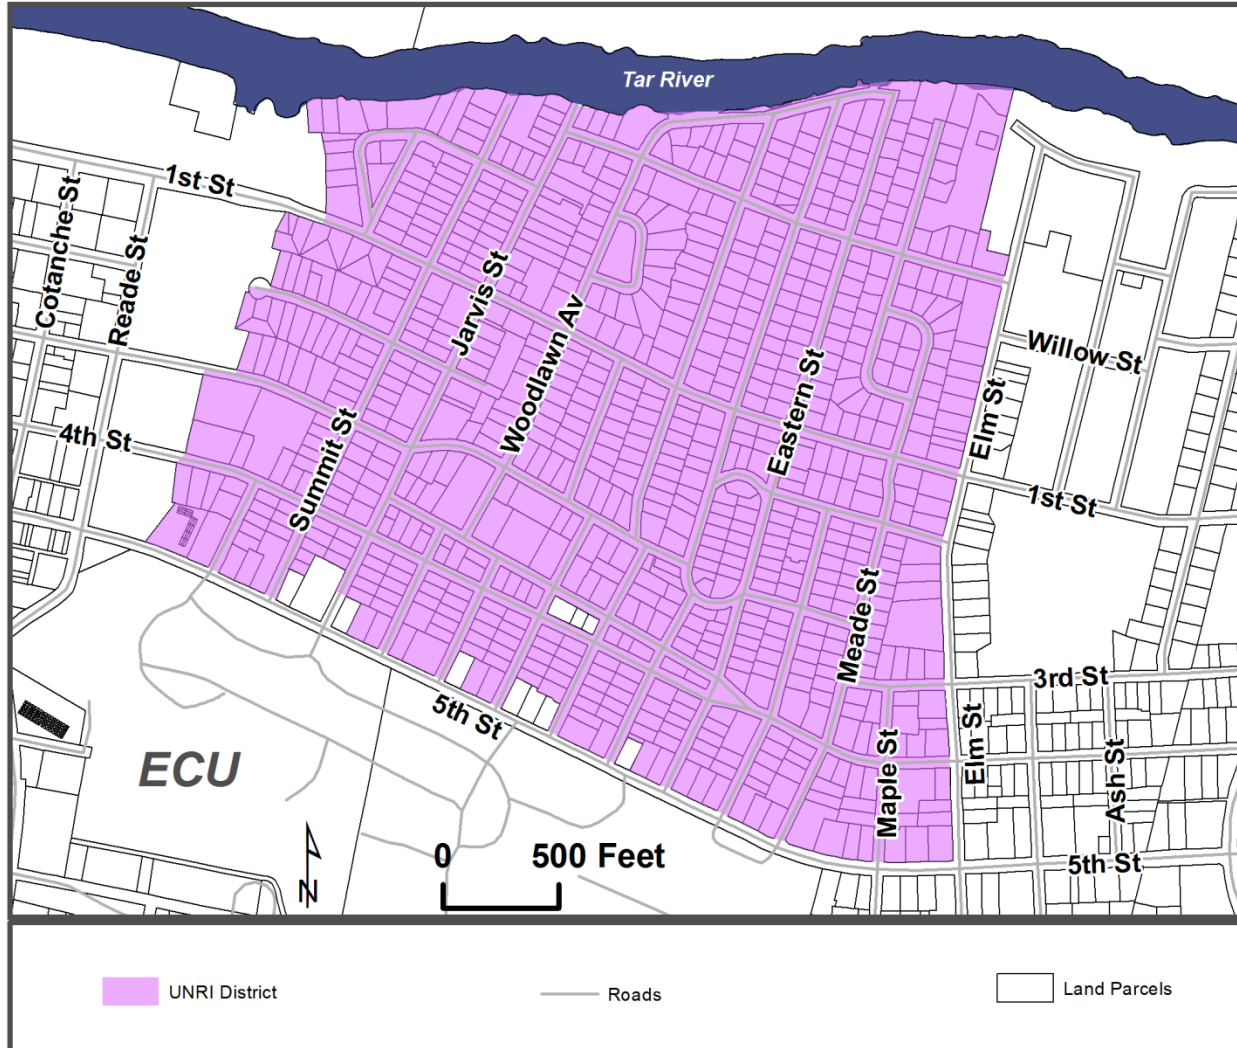 Tar River
1st St
Cotanche St
Reade St
Jarvis St
Woodlawn Av
Willow St
Eastern St
Elm St
4th St
Summit St
1st St
Meade St
3rd St
5th St
Elm St
Maple St
Ash St
ECU
0 500 Feet
N
5th St
UNRI District
Roads
Land Parcels